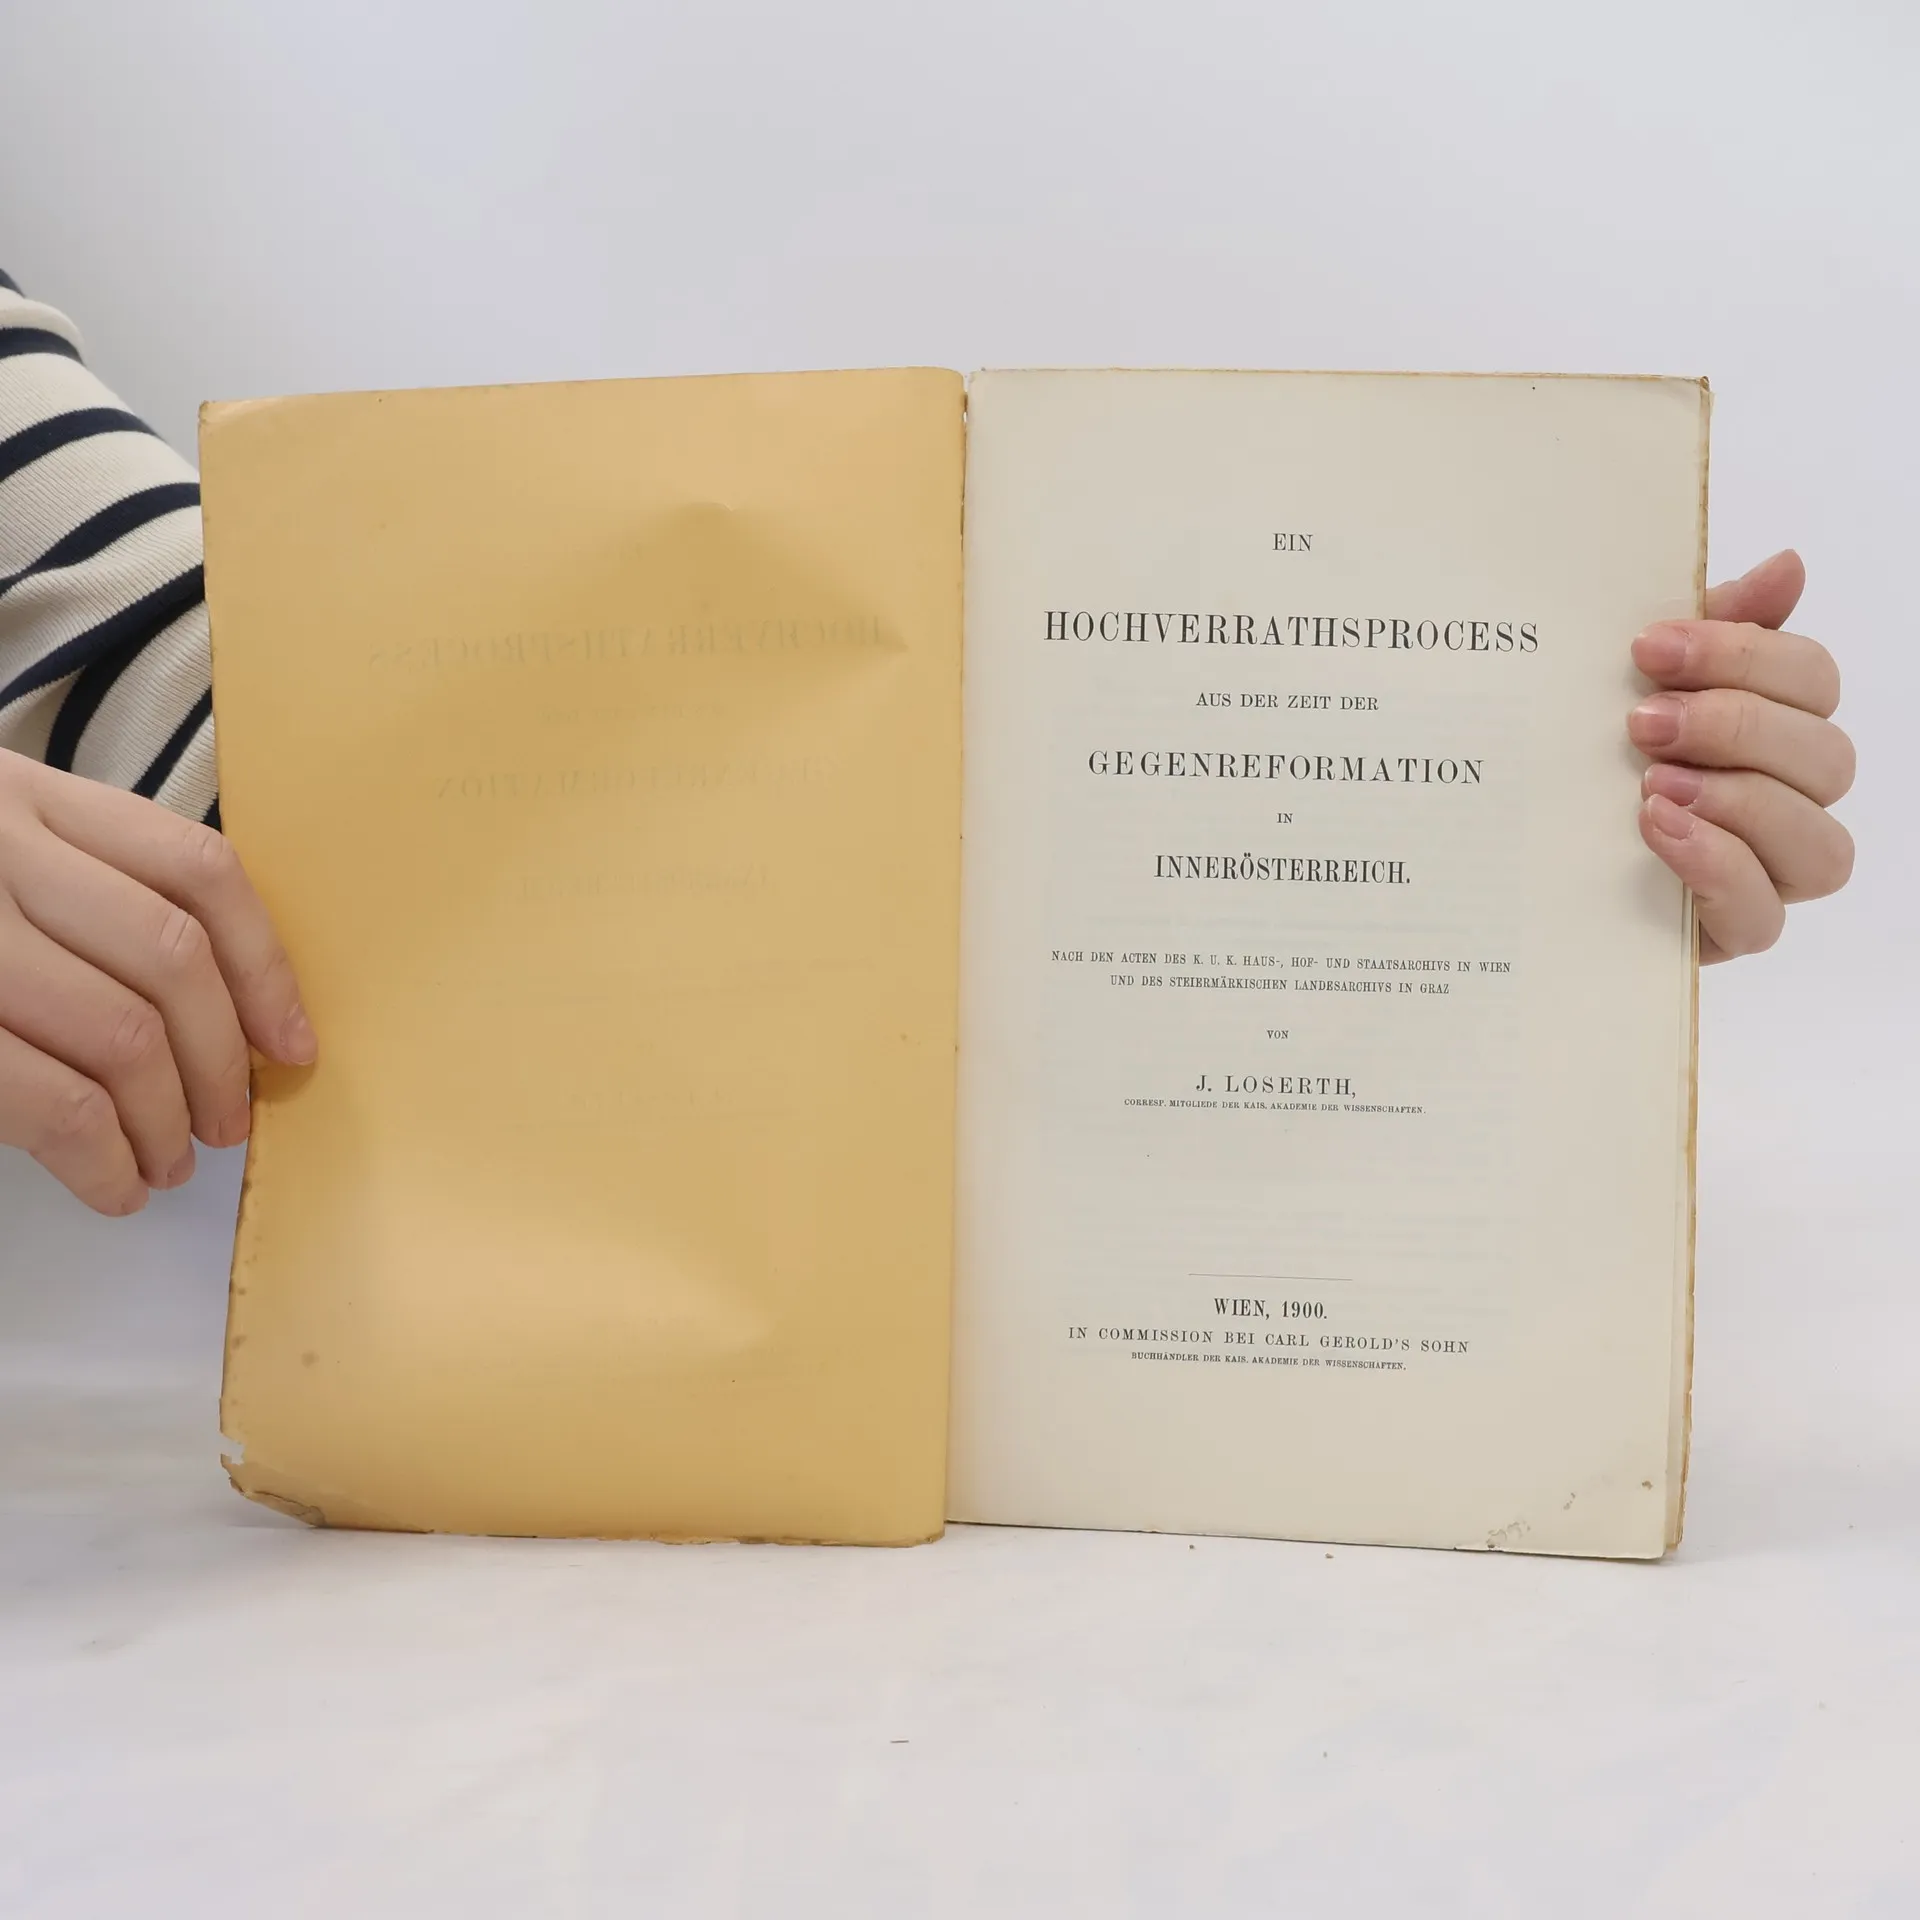 EIN
HOCHVERRATHSPROCESS
AUS DER ZEIT DER
GEGENREFORMATION
IN
INNERÖSTERREICH.
NACH DEN ACTEN DES K. U. K. HAUS-, HOF- UND STAATSARCHIVS IN WIEN
UND DES STEIERMÄRKISCHEN LANDESARCHIVS IN GRAZ
VON
J. LOSERTH,
CORRESP. MITGLIEDE DER KAIS. AKADEMIE DER WISSENSCHAFTEN.
WIEN, 1900.
IN COMMISSION BEI CARL GEROLD'S SOHN
BUCHHÄNDLER DER KAIS. AKADEMIE DER WISSENSCHAFTEN.